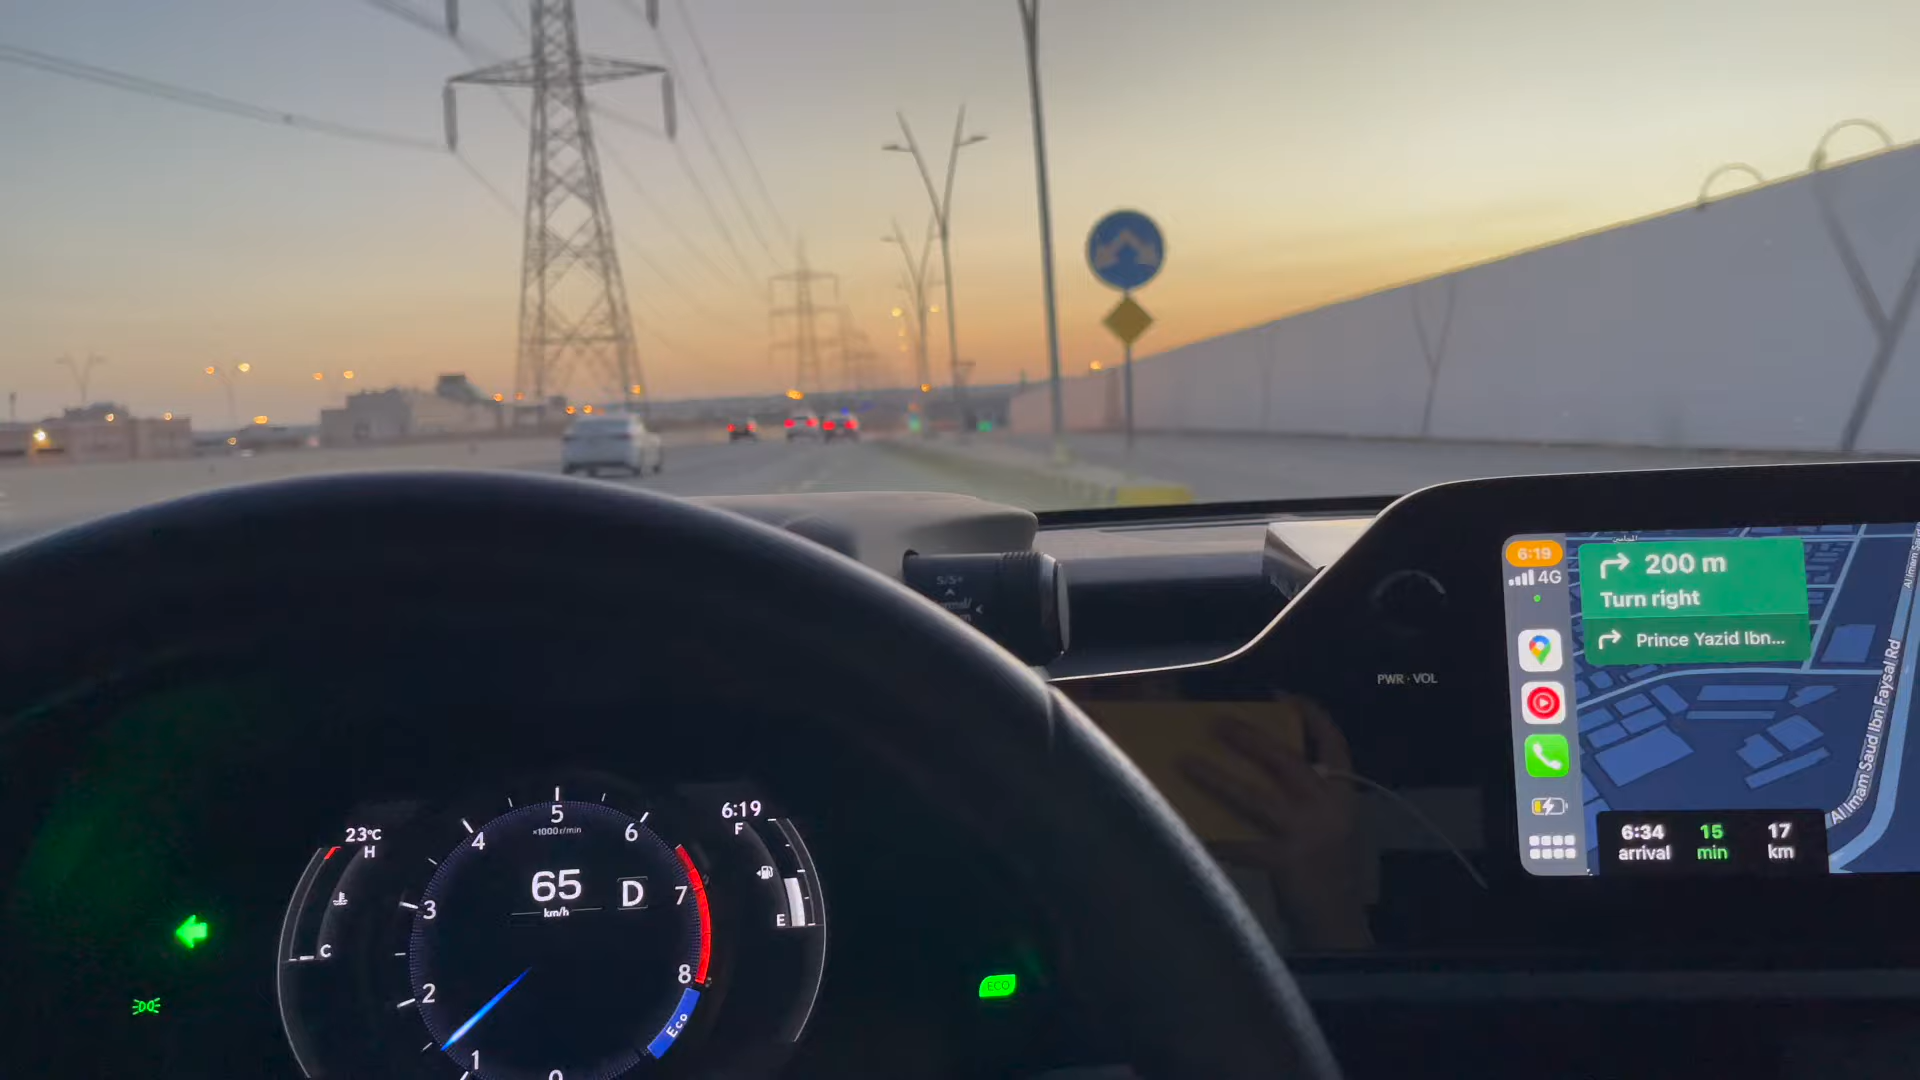 S/S+
6:19
4G
200 m
Turn right
Prince Yazid Ibn...
Al Imam Saud Ibn Faysal Rd
PWR·VOL
6:34
15
17
arrival
min
km
23°C
H
C
6:19
F
E
0
1
2
3
4
5
6
7
8
×1000r/min
65
km/h
D
Eco
ECO